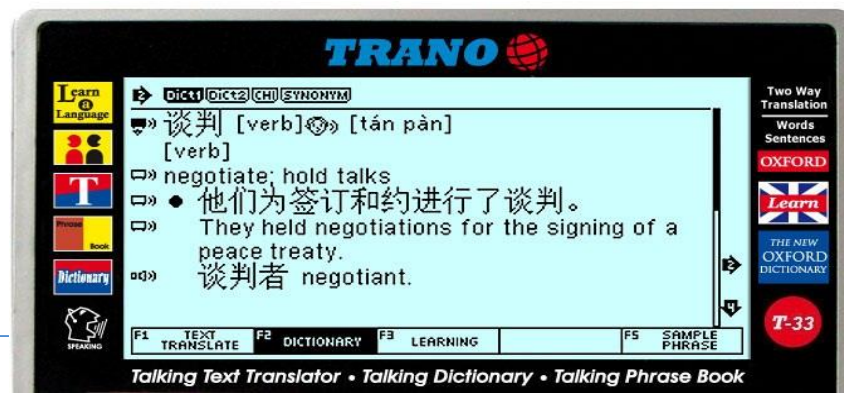 TRANO
Learn
a
Language
T
Phrase
Book
Dictionary
SPEAKING
Dict1 Dict2 CHI SYNONYM
谈判 [verb] [tán pàn]
[verb]
negotiate; hold talks
● 他们为签订和约进行了谈判。
They held negotiations for the signing of a
peace treaty.
谈判者 negotiant.
F1 TEXT TRANSLATE F2 DICTIONARY F3 LEARNING F5 SAMPLE PHRASE
Two Way
Translation
Words
Sentences
OXFORD
Learn
THE NEW
OXFORD
DICTIONARY
T-33
Talking Text Translator • Talking Dictionary • Talking Phrase Book